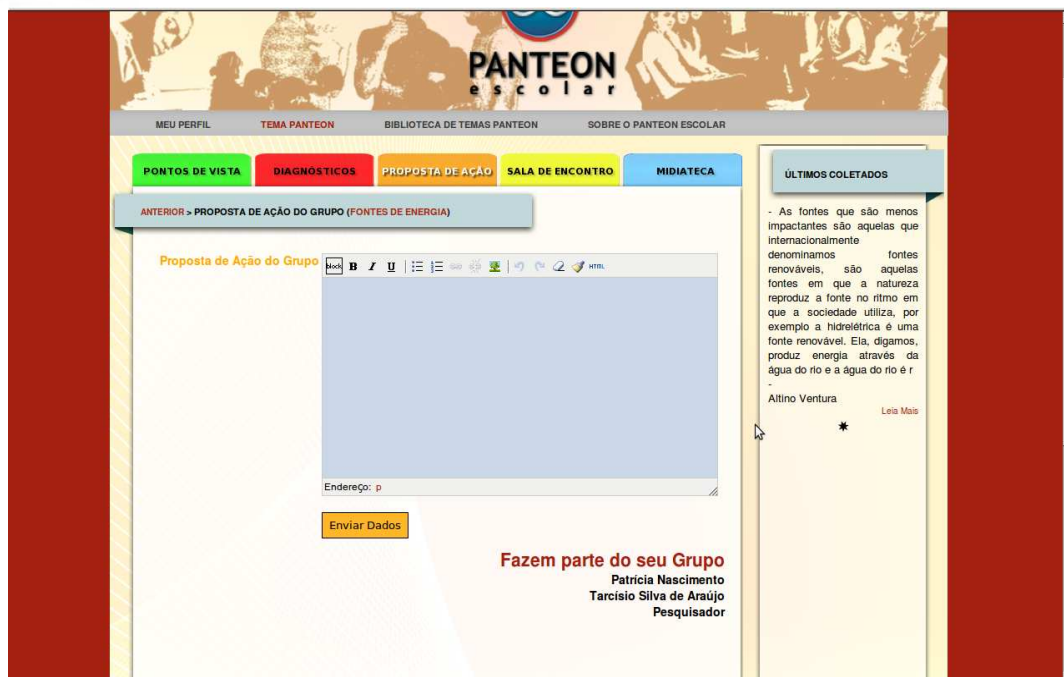 PANTEON
escolar
MEU PERFIL TEMA PANTEON BIBLIOTECA DE TEMAS PANTEON SOBRE O PANTEON ESCOLAR
PONTOS DE VISTA DIAGNÓSTICOS PROPOSTA DE AÇÃO SALA DE ENCONTRO MIDIATECA
ANTERIOR > PROPOSTA DE AÇÃO DO GRUPO (FONTES DE ENERGIA)
Proposta de Ação do Grupo
block B I U HTML
Endereço: p
Enviar Dados
Fazem parte do seu Grupo
Patrícia Nascimento
Tarcísio Silva de Araújo
Pesquisador
ÚLTIMOS COLETADOS
- As fontes que são menos
impactantes são aquelas que
internacionalmente
denominamos fontes
renováveis, são aquelas
fontes em que a natureza
reproduz a fonte no ritmo em
que a sociedade utiliza, por
exemplo a hidrelétrica é uma
fonte renovável. Ela, digamos,
produz energia através da
água do rio e a água do rio é r
-
Altino Ventura
Leia Mais